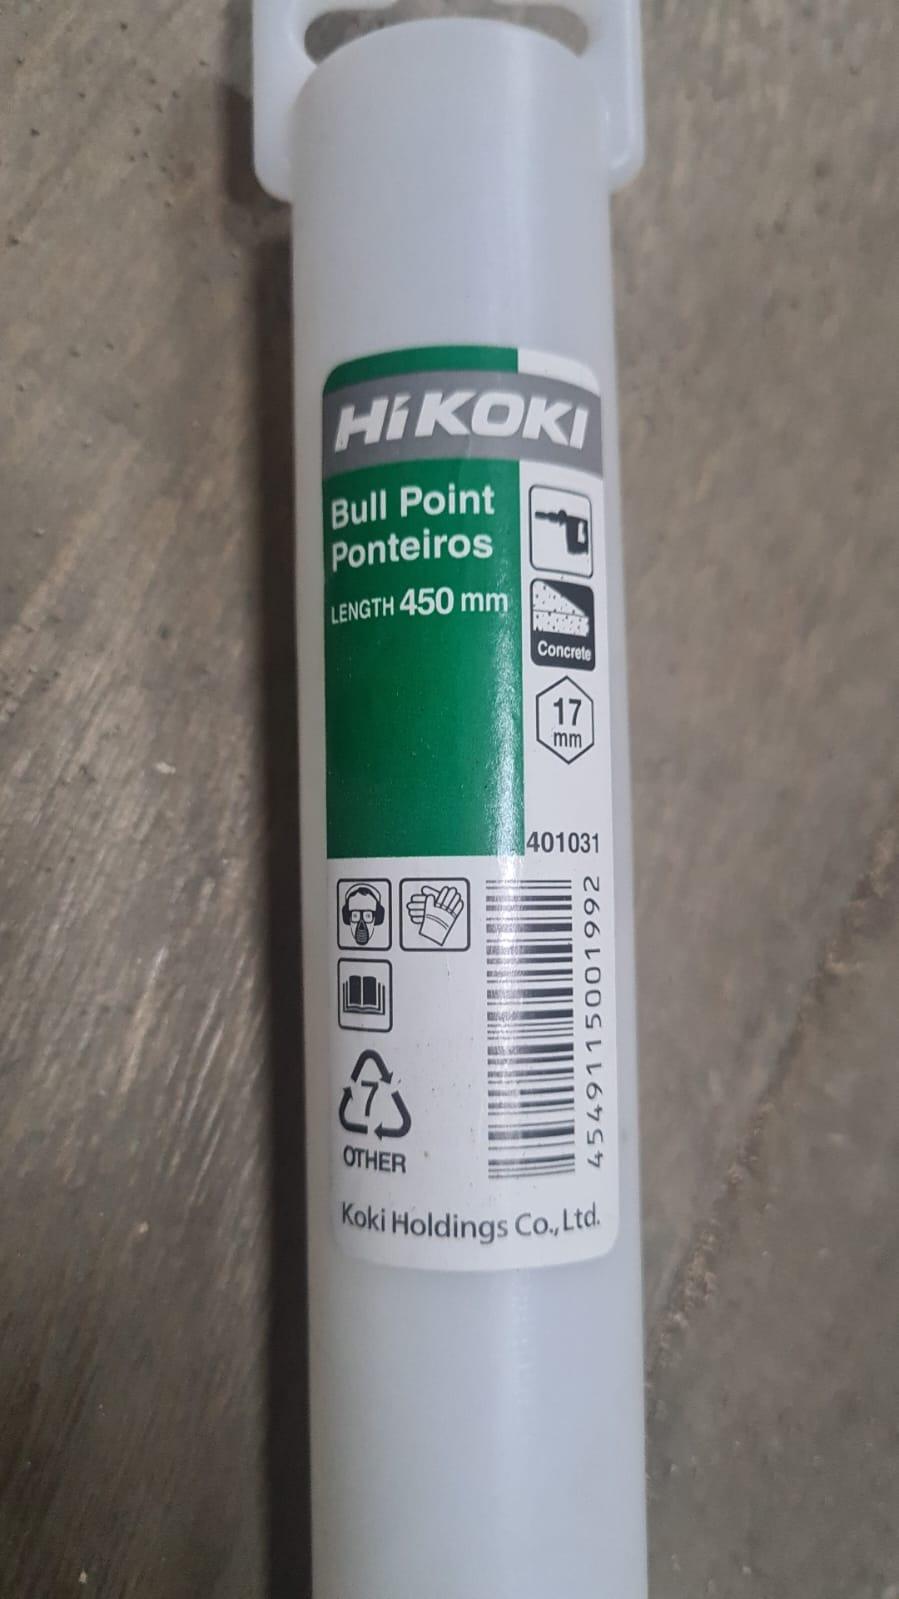 HiKOKI
Bull Point
Ponteiros
LENGTH 450 mm
Concrete
17
mm
401031
4549115001992
7
OTHER
Koki Holdings Co., Ltd.